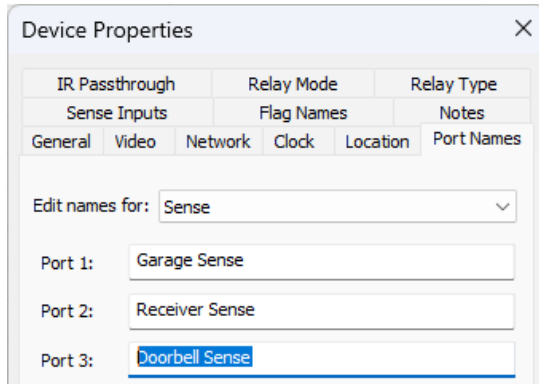 Device Properties
IR Passthrough Relay Mode Relay Type
Sense Inputs Flag Names Notes
General Video Network Clock Location Port Names
Edit names for: Sense
Port 1: Garage Sense
Port 2: Receiver Sense
Port 3: Doorbell Sense